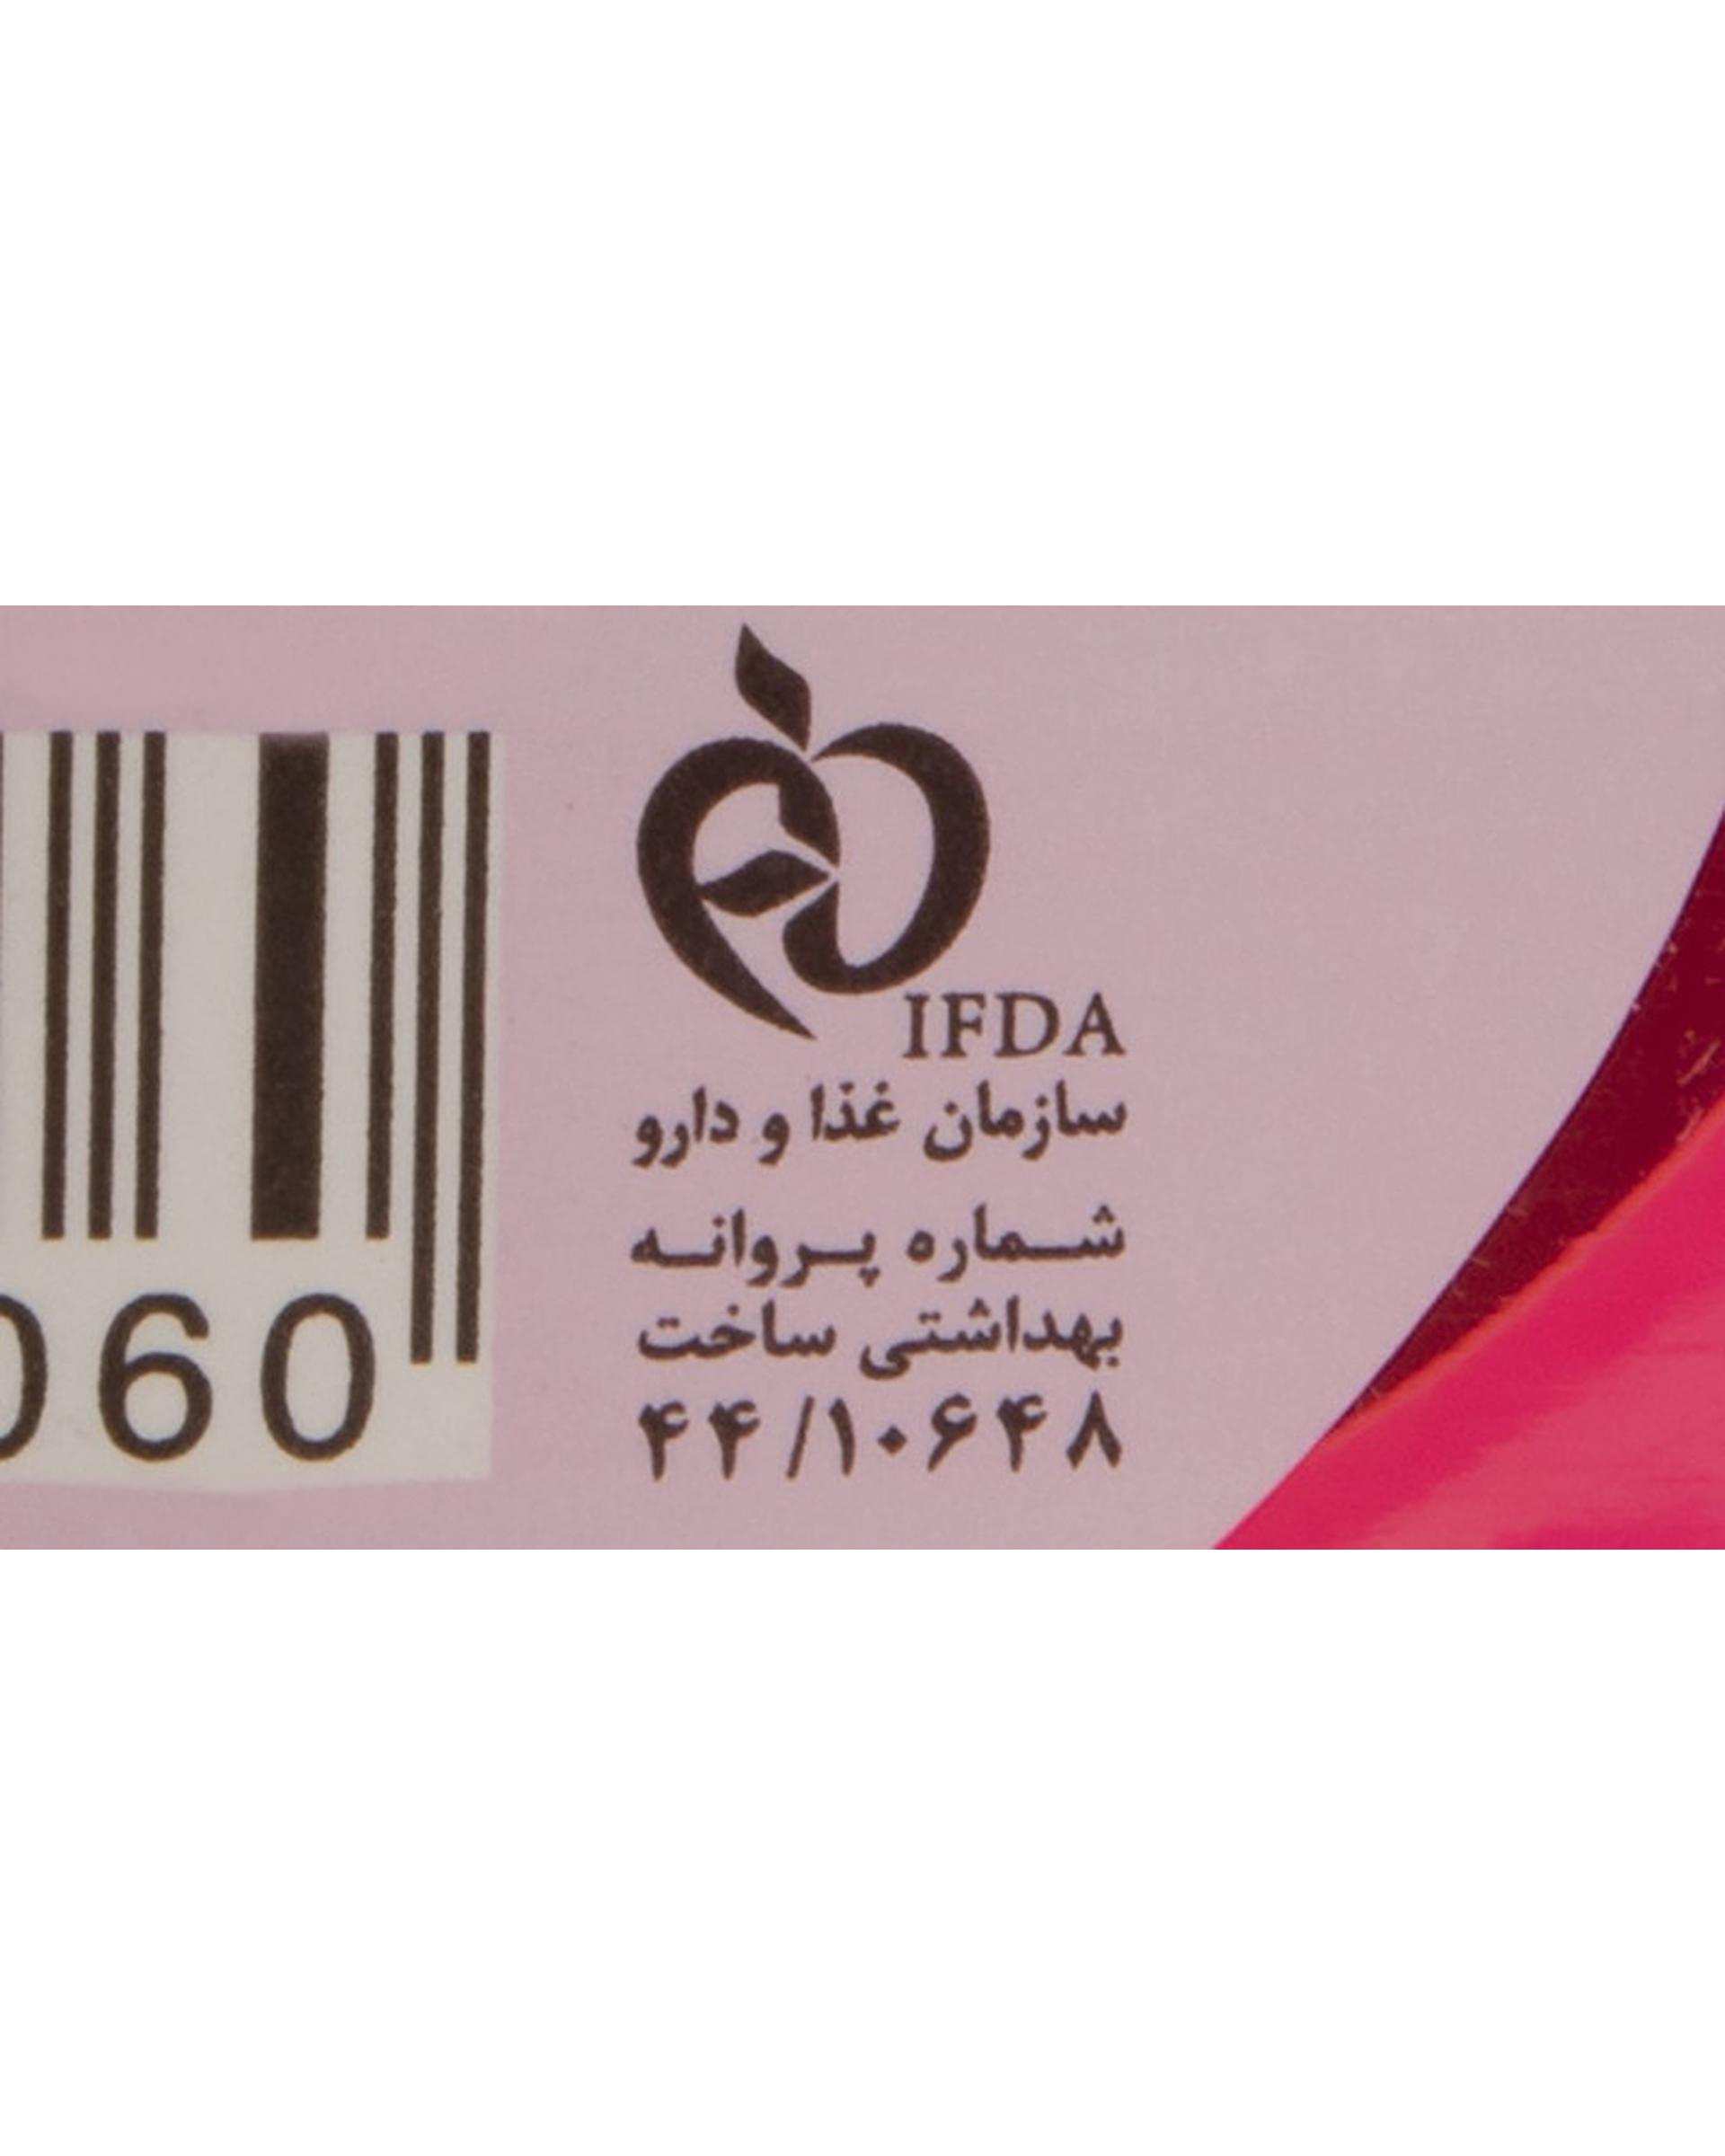 IFDA
سازمان غذا و دارو
شماره پروانه
بهداشتی ساخت
۴۴/۱۰۶۴۸
060